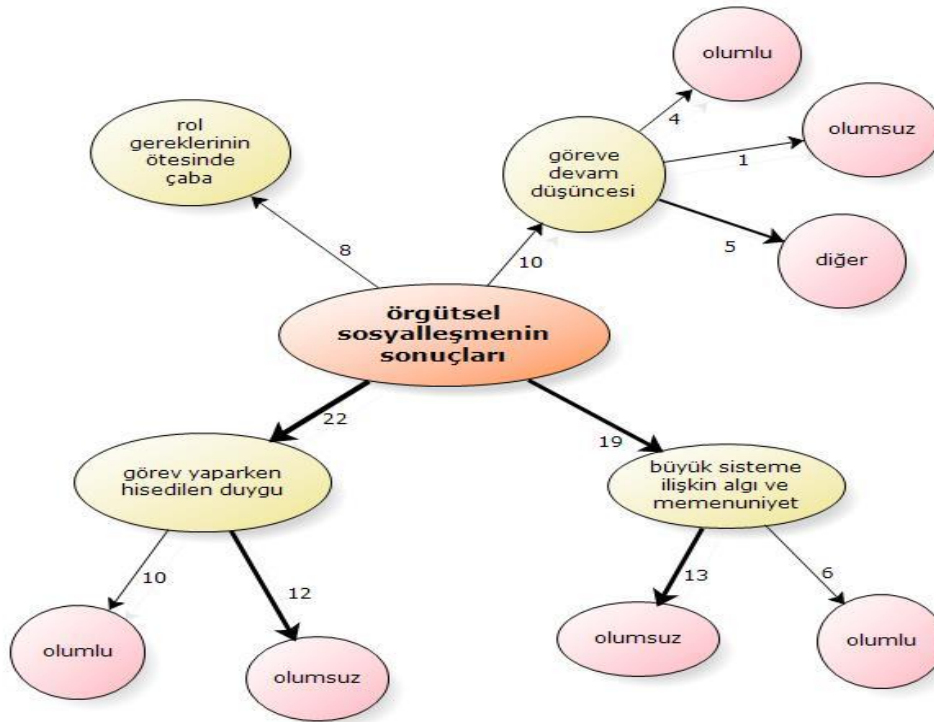 olumlu
4
olumsuz
1
rol
gereklerinin
ötesinde
çaba
göreve
devam
düşüncesi
5
diğer
8
10
örgütsel
sosyalleşmenin
sonuçları
22
19
görev yaparken
hisedilen duygu
büyük sisteme
ilişkin algı ve
memenuniyet
10
12
13
6
olumlu
olumsuz
olumsuz
olumlu